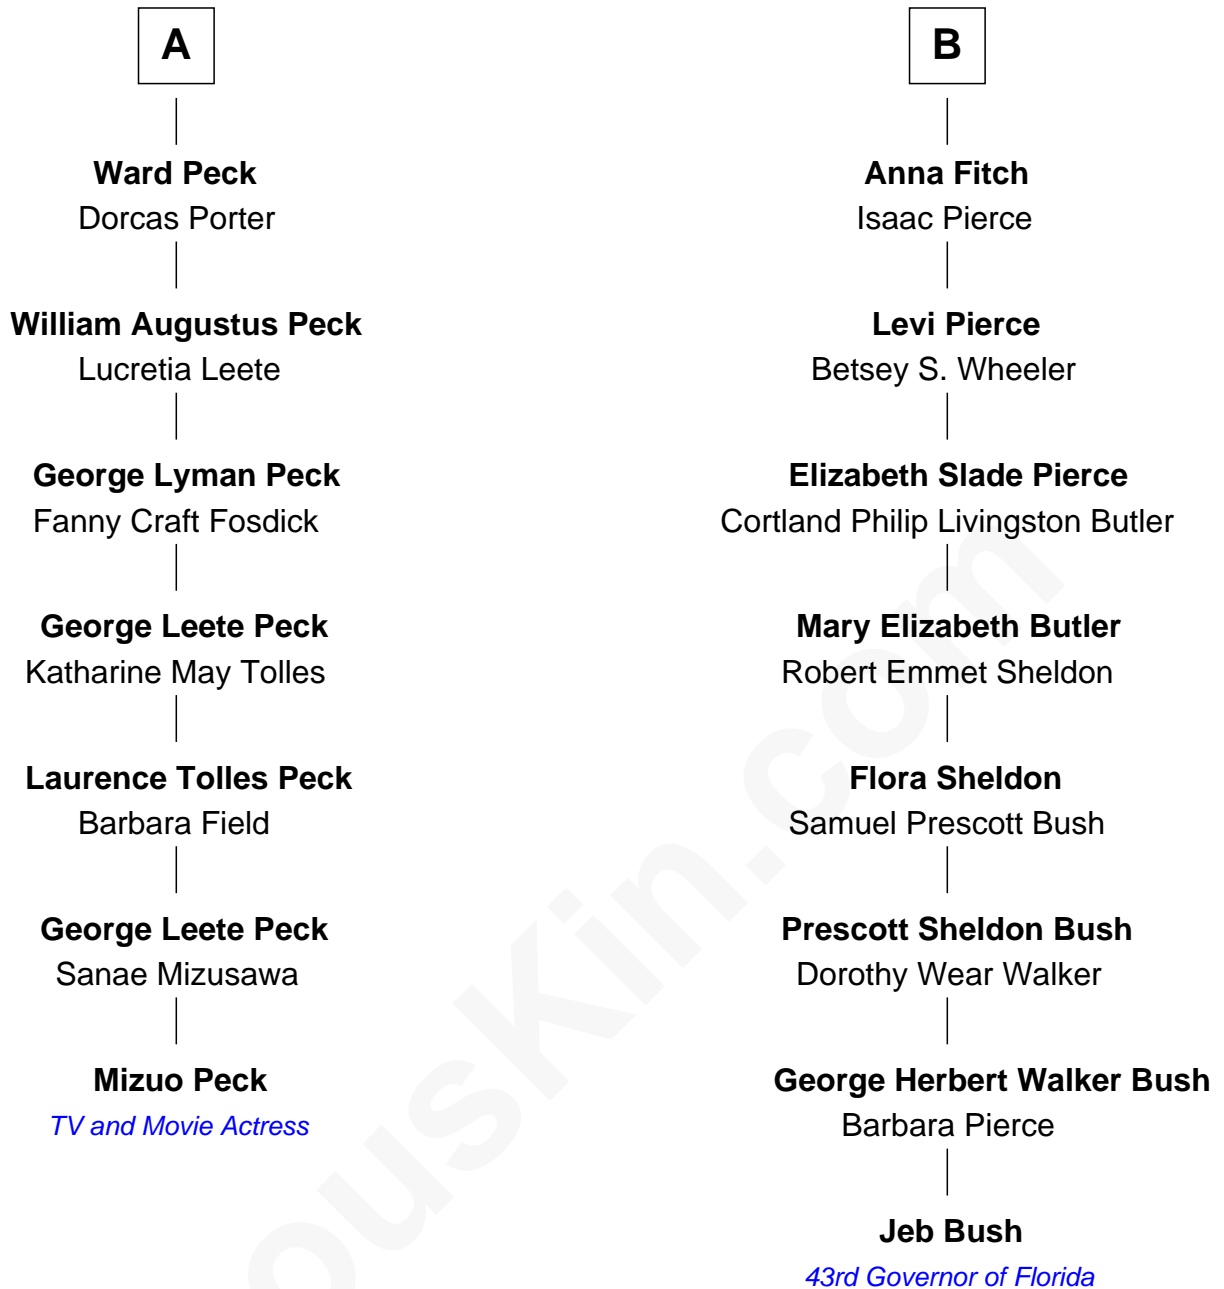 A
Ward Peck
Dorcas Porter
William Augustus Peck
Lucretia Leete
George Lyman Peck
Fanny Craft Fosdick
George Leete Peck
Katharine May Tolles
Laurence Tolles Peck
Barbara Field
George Leete Peck
Sanae Mizusawa
Mizuo Peck
TV and Movie Actress
B
Anna Fitch
Isaac Pierce
Levi Pierce
Betsey S. Wheeler
Elizabeth Slade Pierce
Cortland Philip Livingston Butler
Mary Elizabeth Butler
Robert Emmet Sheldon
Flora Sheldon
Samuel Prescott Bush
Prescott Sheldon Bush
Dorothy Wear Walker
George Herbert Walker Bush
Barbara Pierce
Jeb Bush
43rd Governor of Florida
ousKin.com